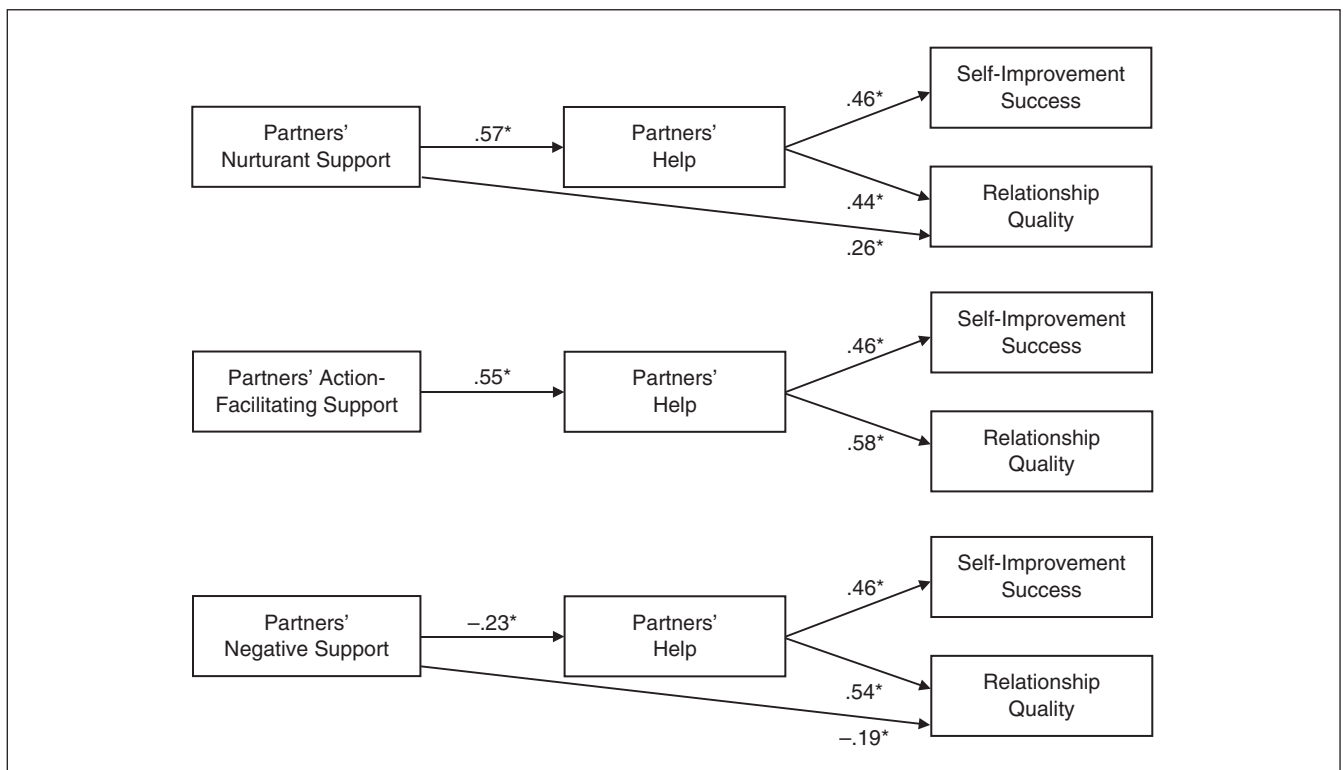 Self-Improvement
Success
.46*
Partners'
Nurturant Support
.57*
Partners'
Help
Relationship
Quality
.44*
.26*
Self-Improvement
Success
.46*
Partners' Action-
Facilitating Support
.55*
Partners'
Help
Relationship
Quality
.58*
Self-Improvement
Success
.46*
Partners'
Negative Support
–.23*
Partners'
Help
Relationship
Quality
.54*
–.19*